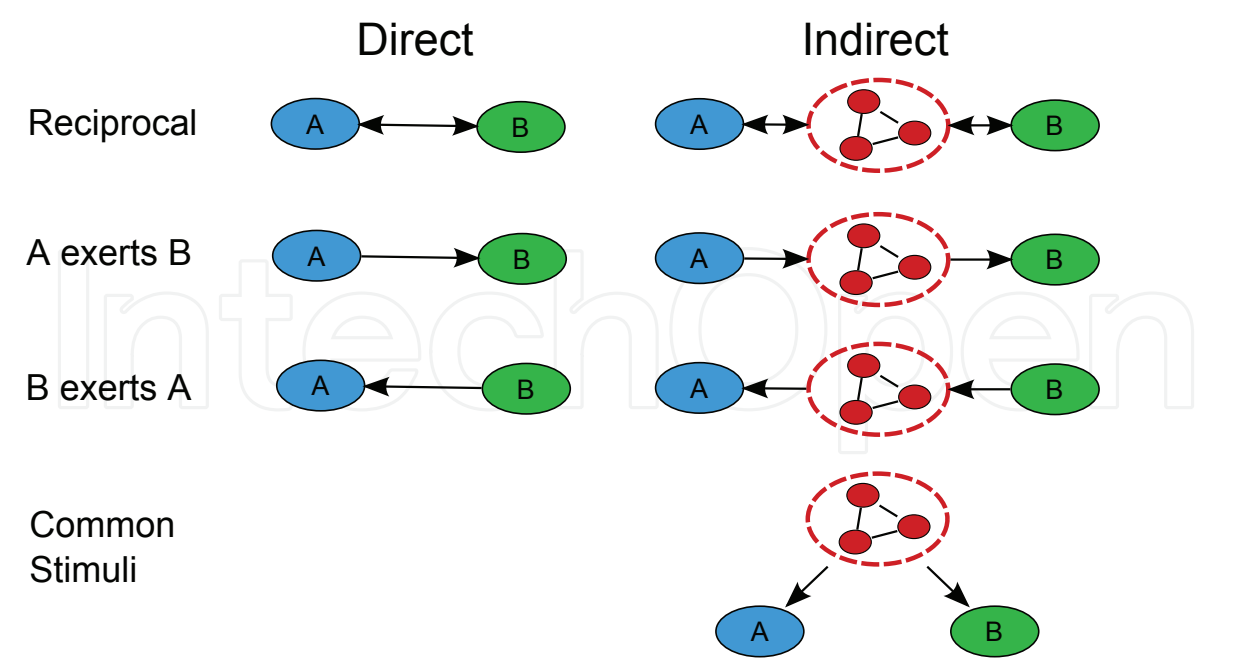 Direct Indirect
Reciprocal A B A B
A exerts B A B A B
B exerts A A B A B
Common
Stimuli
A B
IntechOpen